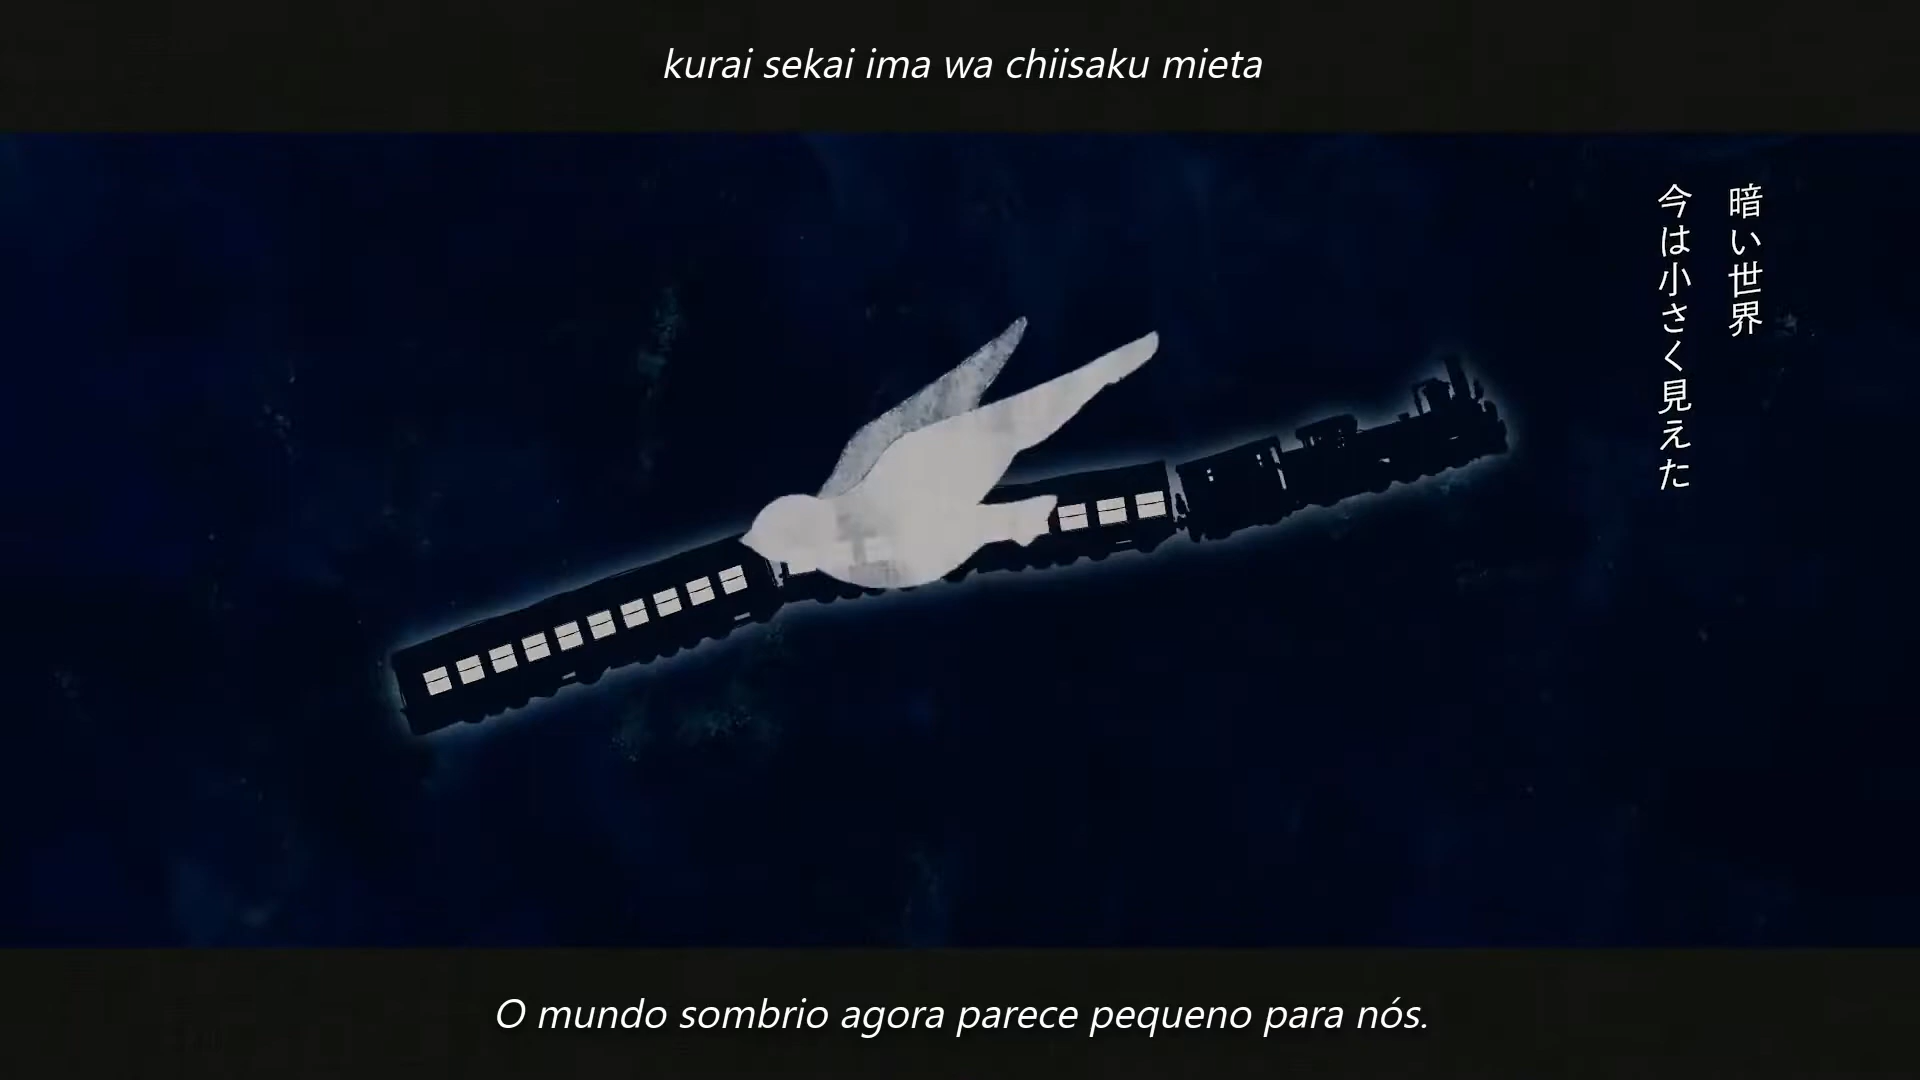 kurai sekai ima wa chiisaku mieta
暗い世界
今は小さく見えた
O mundo sombrio agora parece pequeno para nós.